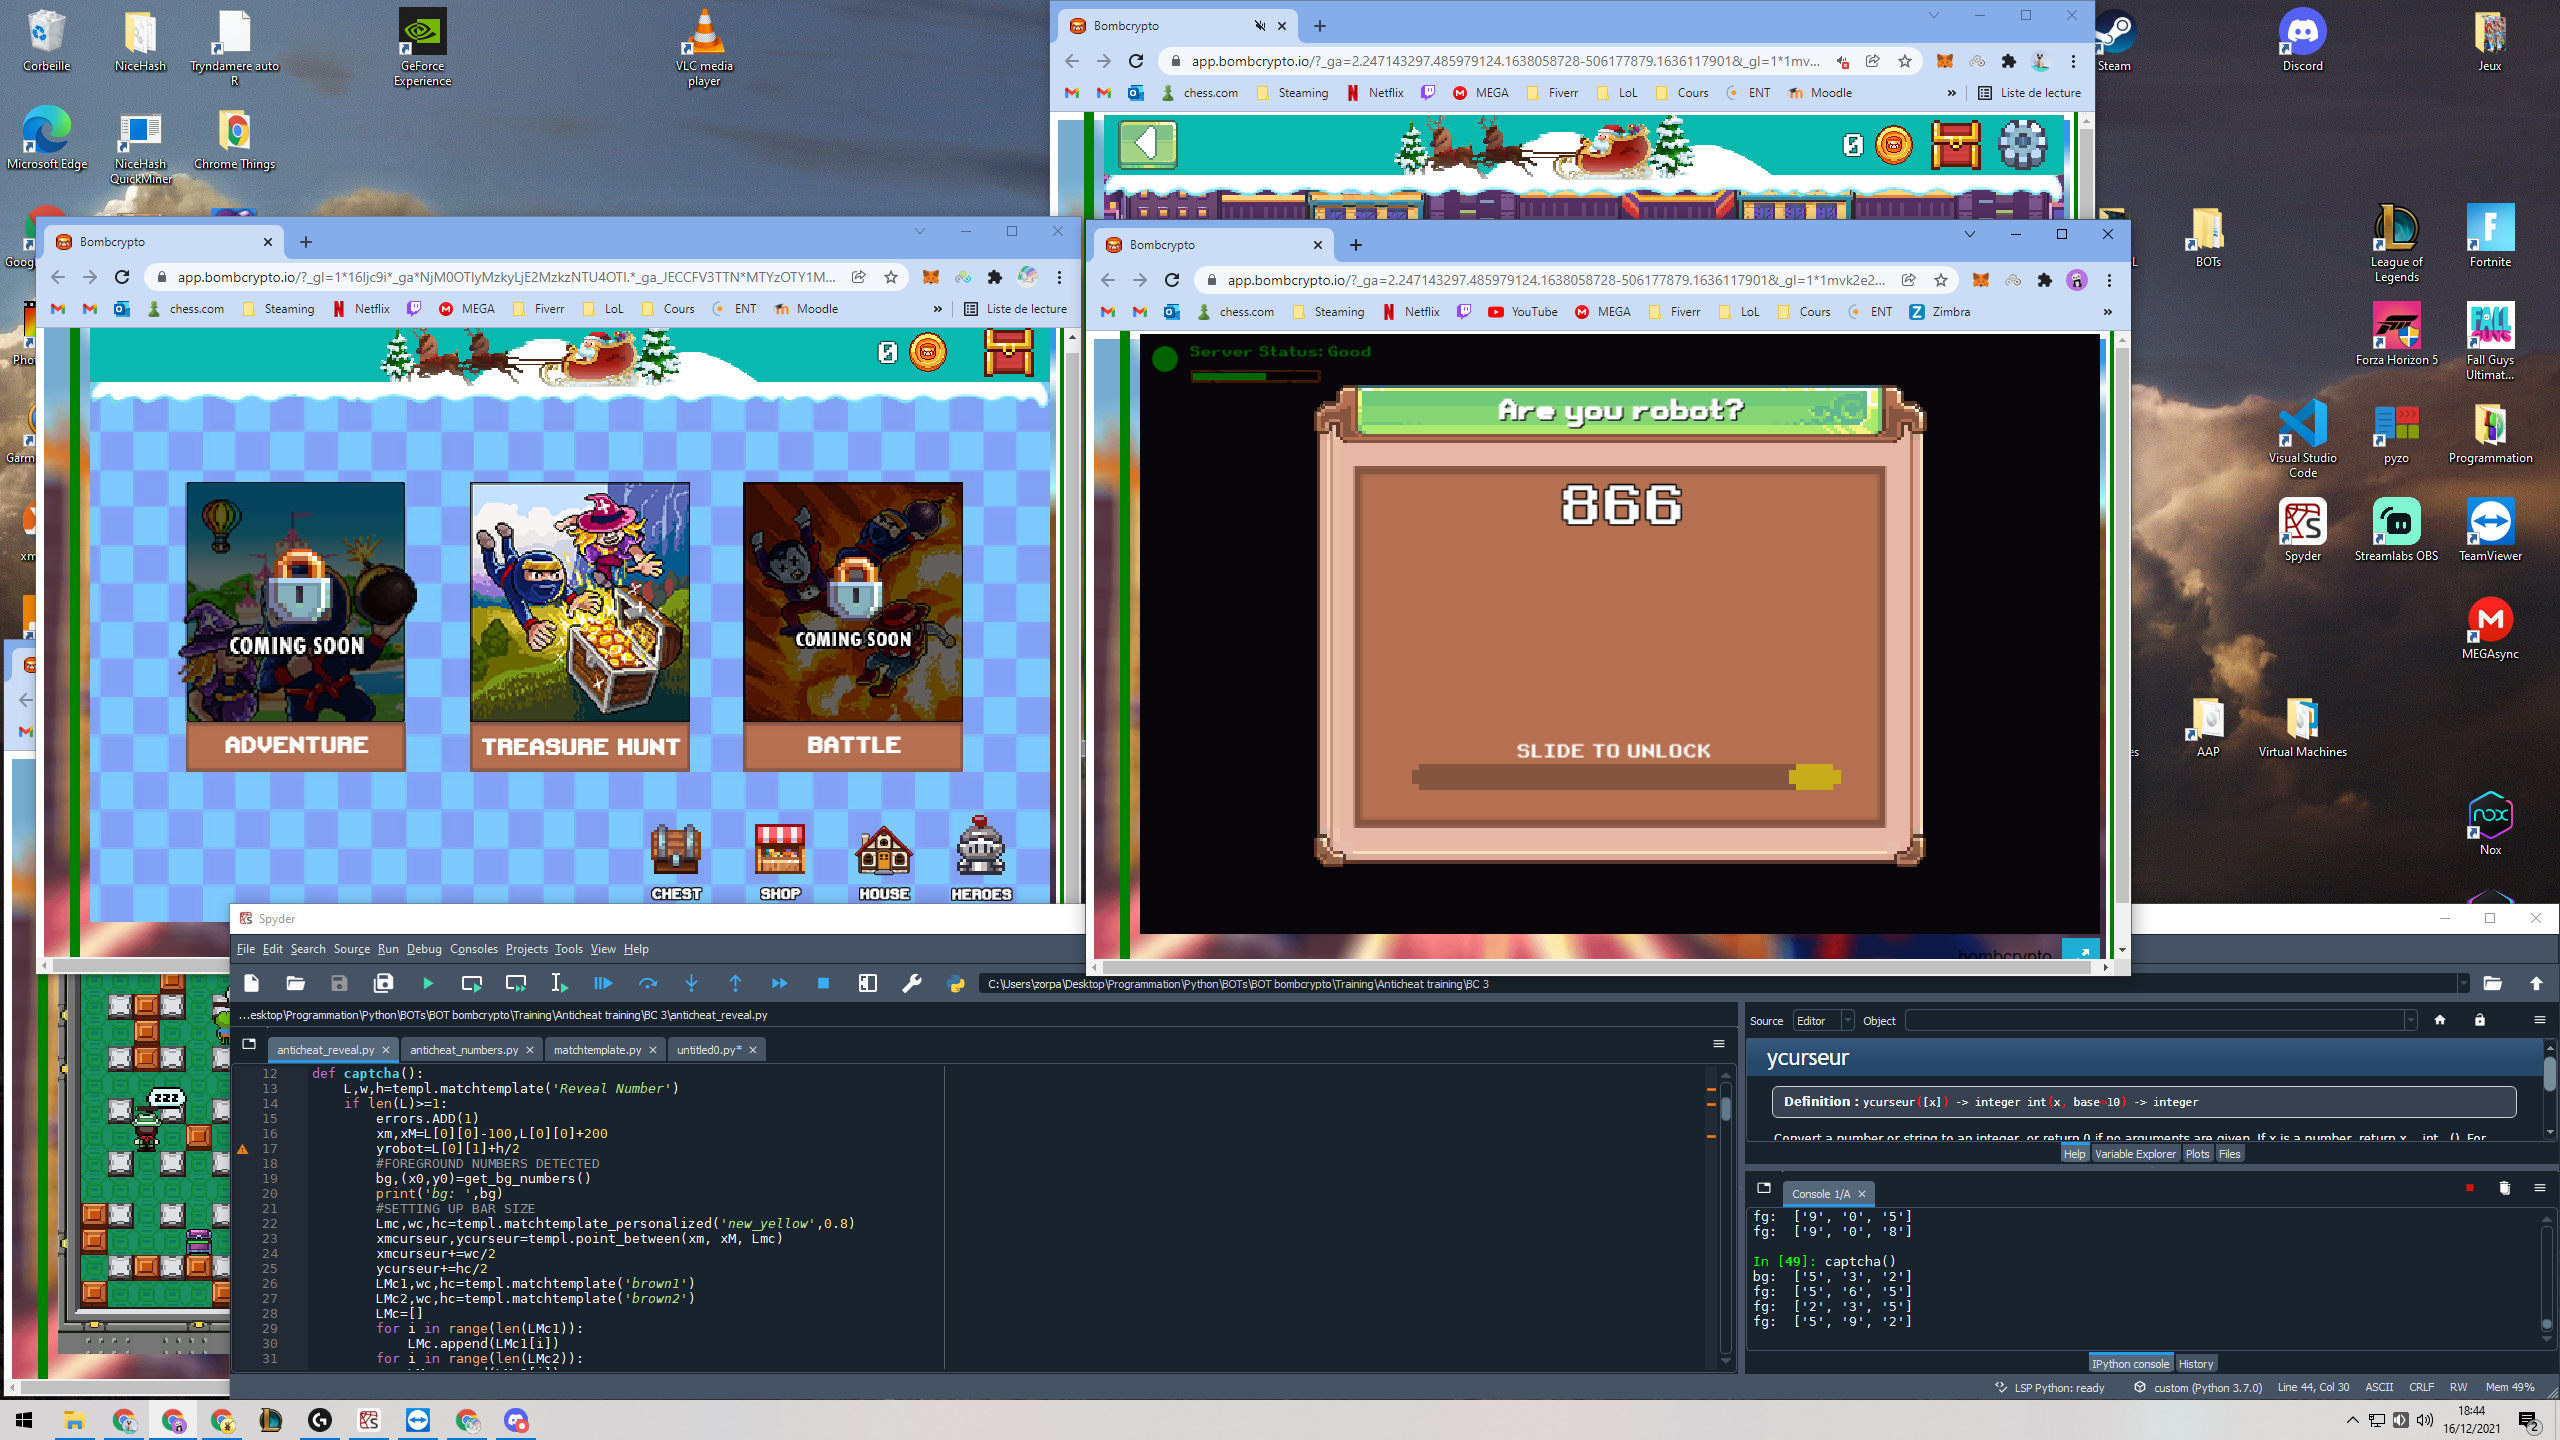 Corbeille
NiceHash
Tryndamere auto R
GeForce Experience
VLC media player
Microsoft Edge
NiceHash QuickMiner
Chrome Things
Bombcrypto
app.bombcrypto.io/?_ga=2.247143297.485979124.1638058728-506177879.1636117901&_gl=1*1mv...
chess.com
Steaming
Netflix
MEGA
Fiverr
LoL
Cours
ENT
Moodle
»
Liste de lecture
0
Steam
Discord
Jeux
BOTs
League of Legends
Fortnite
Forza Horizon 5
Fall Guys Ultimat...
Visual Studio Code
pyzo
Programmation
Spyder
Streamlabs OBS
TeamViewer
MEGAsync
AAP
Virtual Machines
Nox
Bombcrypto
chess.com
Steaming
Netflix
MEGA
Fiverr
LoL
Cours
ENT
Moodle
»
Liste de lecture
0
COMING SOON
COMING SOON
ADVENTURE
TREASURE HUNT
BATTLE
CHEST
SHOP
HOUSE
HEROES
Bombcrypto
app.bombcrypto.io/?_ga=2.247143297.485979124.1638058728-506177879.1636117901&_gl=1*1mvk2e2...
chess.com
Steaming
Netflix
YouTube
MEGA
Fiverr
LoL
Cours
ENT
Zimbra
»
Server Status: Good
Are you robot?
866
SLIDE TO UNLOCK
bombcrypto
zzz
Spyder
File Edit Search Source Run Debug Consoles Projects Tools View Help
C:\Users\zorpa\Desktop\Programmation\Python\BOTs\BOT bombcrypto\Training\Anticheat training\BC 3
...esktop\Programmation\Python\BOTs\BOT bombcrypto\Training\Anticheat training\BC 3\anticheat_reveal.py
anticheat_reveal.py
anticheat_numbers.py
matchtemplate.py
untitled0.py*
12 def captcha():
13 L,w,h=templ.matchtemplate('Reveal Number')
14 if len(L)>=1:
15 errors.ADD(1)
16 xm,xM=L[0][0]-100,L[0][0]+200
17 yrobot=L[0][1]+h/2
18 #FOREGROUND NUMBERS DETECTED
19 bg,(x0,y0)=get_bg_numbers()
20 print('bg: ',bg)
21 #SETTING UP BAR SIZE
22 Lmc,wc,hc=templ.matchtemplate_personalized('new_yellow',0.8)
23 xmcurseur,ycurseur=templ.point_between(xm, xM, Lmc)
24 xmcurseur+=wc/2
25 ycurseur+=hc/2
26 LMc1,wc,hc=templ.matchtemplate('brown1')
27 LMc2,wc,hc=templ.matchtemplate('brown2')
28 LMc=[]
29 for i in range(len(LMc1)):
30 LMc.append(LMc1[i])
31 for i in range(len(LMc2)):
Source Editor Object
ycurseur
Definition : ycurseur([x]) -> integer int(x, base 10) -> integer
Convert a number or string to an integer, or return 0 if no arguments are given. If x is a number, return x.__int__(). For
Help Variable Explorer Plots Files
Console 1/A
fg: ['9', '0', '5']
fg: ['9', '0', '8']
In [49]: captcha()
bg: ['5', '3', '2']
fg: ['5', '6', '5']
fg: ['2', '3', '5']
fg: ['5', '9', '2']
IPython console History
LSP Python: ready
custom (Python 3.7.0)
Line 44, Col 30
ASCII
CRLF
RW
Mem 49%
18:44
16/12/2021
2